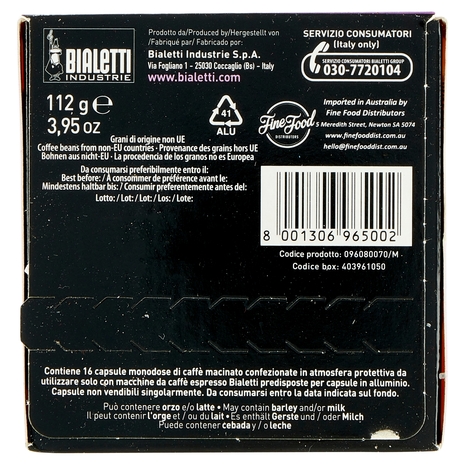 BIALETTI
INDUSTRIE
Prodotto da/Produced by/Hergestellt von
/Fabriqué par/ Fabricado por:
Bialetti Industrie S.p.A.
Via Fogliano 1 - 25030 Coccaglio (Bs) - Italy
www.bialetti.com
SERVIZIO CONSUMATORI
(Italy only)
SERVIZIO CONSUMATORI BIALETTI GROUP
030-7720104
112 g e
3,95 oz
41
ALU
Fine Food
DISTRIBUTORS
Imported in Australia by
Fine Food Distributors
5 Meredith Street, Newton SA 5074
www.finefooddist.com.au
hello@finefooddist.com.au
Grani di origine non UE
Coffee beans from non-EU countries - Provenance des grains hors UE
Bohnen aus nicht-EU - La procedencia de los granos no es Europea
Da consumarsi preferibilmente entro il:
Best before: / A consommer de préférence avant le:
Mindestens haltbar bis: / Consumir preferentemente antes del:
Lotto: / Lot: / Lot: / Los: / Lote:
8 001306 965002
Codice prodotto: 096080070/M
Codice box: 403961050
Contiene 16 capsule monodose di caffè macinato confezionate in atmosfera protettiva da
utilizzare solo con macchine da caffè espresso Bialetti predisposte per capsule in alluminio.
Capsule non vendibili singolarmente. Da consumarsi entro la data indicata sul fondo.
Può contenere orzo e/o latte • May contain barley and/or milk
Il peut contenir l'orge et / ou du lait • Es enthält Gerste und / oder Milch
Puede contener cebada y / o leche